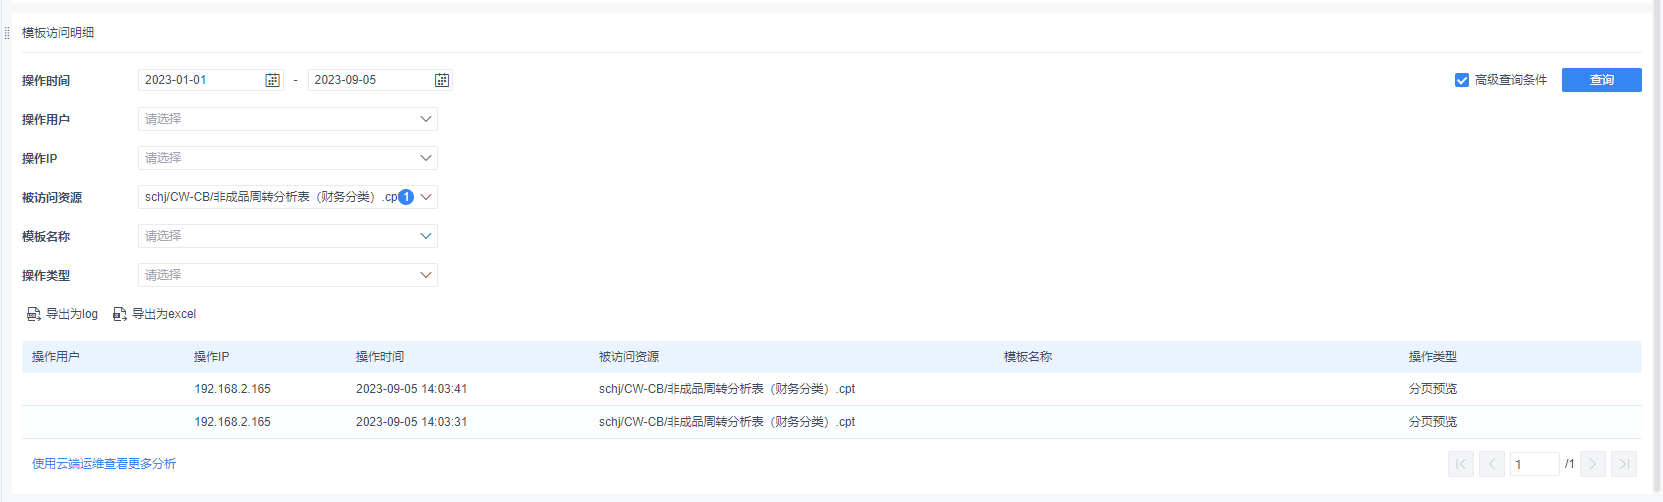 模板访问明细
操作时间 2023-01-01 - 2023-09-05 高级查询条件 查询
操作用户 请选择
操作IP 请选择
被访问资源 schj/CW-CB/非成品周转分析表（财务分类）.cpt 1
模板名称 请选择
操作类型 请选择
导出为log 导出为excel
操作用户 操作IP 操作时间 被访问资源 模板名称 操作类型
192.168.2.165 2023-09-05 14:03:41 schj/CW-CB/非成品周转分析表（财务分类）.cpt 分页预览
192.168.2.165 2023-09-05 14:03:31 schj/CW-CB/非成品周转分析表（财务分类）.cpt 分页预览
使用云端运维查看更多分析 1 /1